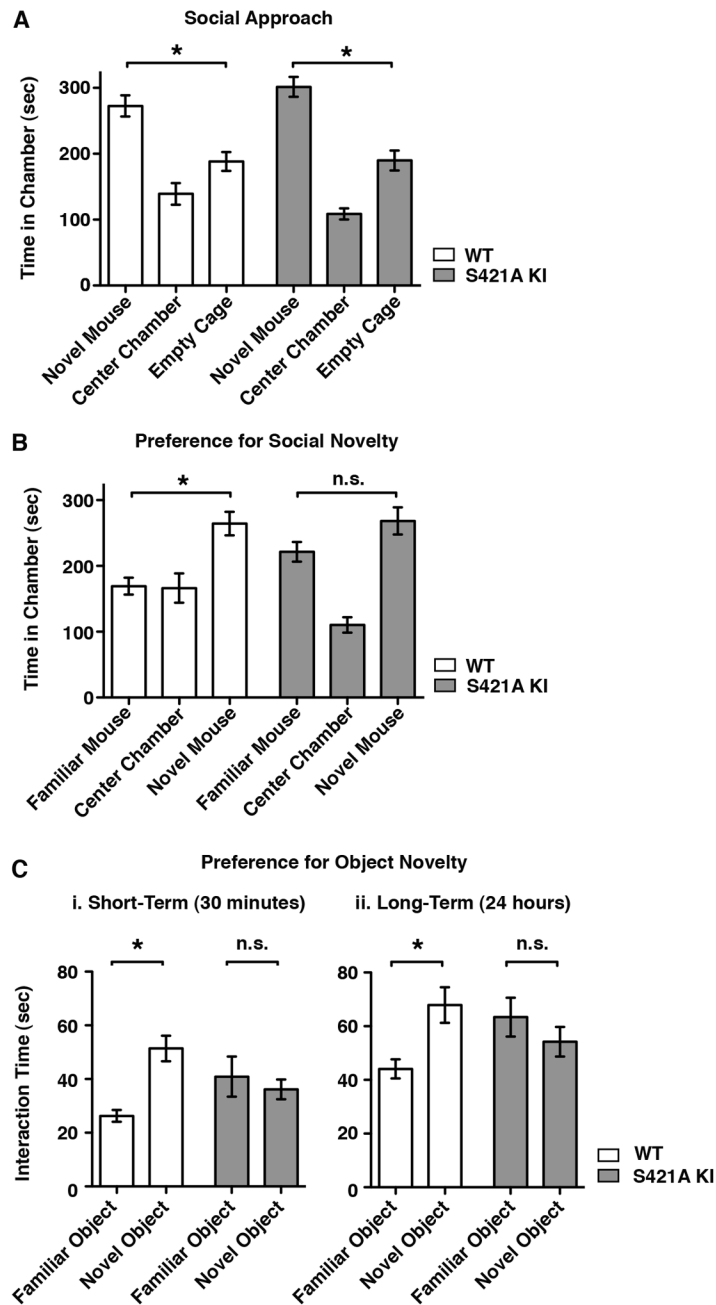 A
Social Approach
*
*
Time in Chamber (sec)
300
200
100
0
WT
S421A KI
Novel Mouse
Center Chamber
Empty Cage
Novel Mouse
Center Chamber
Empty Cage
B
Preference for Social Novelty
*
n.s.
Time in Chamber (sec)
300
200
100
0
WT
S421A KI
Familiar Mouse
Center Chamber
Novel Mouse
Familiar Mouse
Center Chamber
Novel Mouse
C
Preference for Object Novelty
i. Short-Term (30 minutes)
ii. Long-Term (24 hours)
*
n.s.
*
n.s.
Interaction Time (sec)
80
60
40
20
0
80
60
40
20
0
WT
S421A KI
Familiar Object
Novel Object
Familiar Object
Novel Object
Familiar Object
Novel Object
Familiar Object
Novel Object